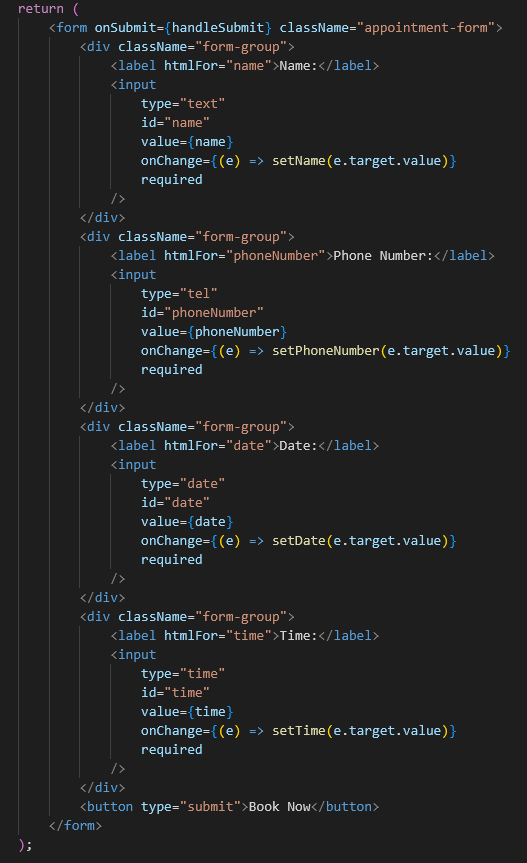 return (
    <form onSubmit={handleSubmit} className="appointment-form">
        <div className="form-group">
            <label htmlFor="name">Name:</label>
            <input
                type="text"
                id="name"
                value={name}
                onChange={(e) => setName(e.target.value)}
                required
            />
        </div>
        <div className="form-group">
            <label htmlFor="phoneNumber">Phone Number:</label>
            <input
                type="tel"
                id="phoneNumber"
                value={phoneNumber}
                onChange={(e) => setPhoneNumber(e.target.value)}
                required
            />
        </div>
        <div className="form-group">
            <label htmlFor="date">Date:</label>
            <input
                type="date"
                id="date"
                value={date}
                onChange={(e) => setDate(e.target.value)}
                required
            />
        </div>
        <div className="form-group">
            <label htmlFor="time">Time:</label>
            <input
                type="time"
                id="time"
                value={time}
                onChange={(e) => setTime(e.target.value)}
                required
            />
        </div>
        <button type="submit">Book Now</button>
    </form>
);